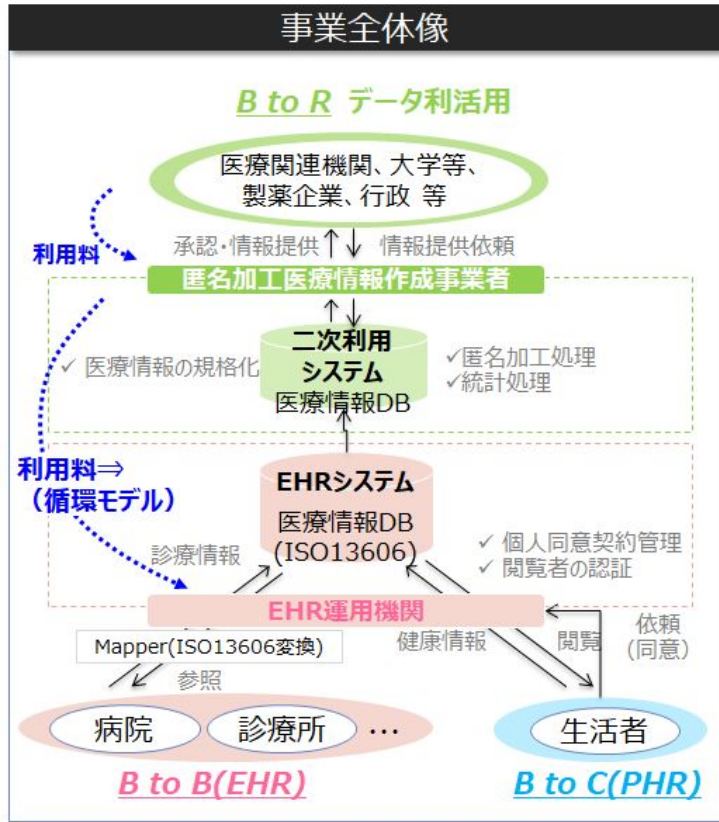 事業全体像
B to R データ利活用
医療関連機関、大学等、
製薬企業、行政 等
利用料
承認・情報提供
情報提供依頼
匿名加工医療情報作成事業者
✓ 医療情報の規格化
二次利用
システム
医療情報DB
✓匿名加工処理
✓統計処理
利用料⇒
（循環モデル）
EHRシステム
医療情報DB
(ISO13606)
診療情報
✓ 個人同意契約管理
✓ 閲覧者の認証
EHR運用機関
Mapper(ISO13606変換)
参照
健康情報
閲覧
依頼
(同意)
病院
診療所
…
生活者
B to B(EHR)
B to C(PHR)